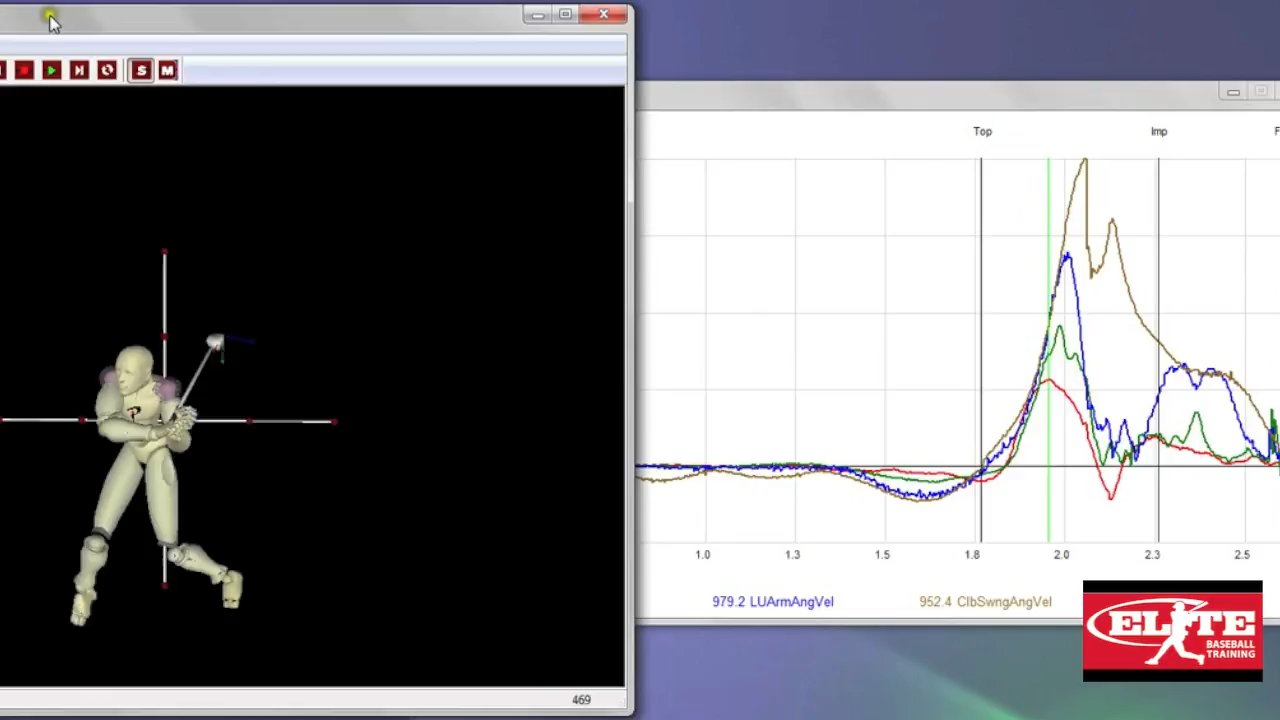 S M
Top Imp F
1.0 1.3 1.5 1.8 2.0 2.3 2.5
979.2 LUArmAngVel 952.4 ClbSwngAngVel
469
ELITE
BASEBALL
TRAINING